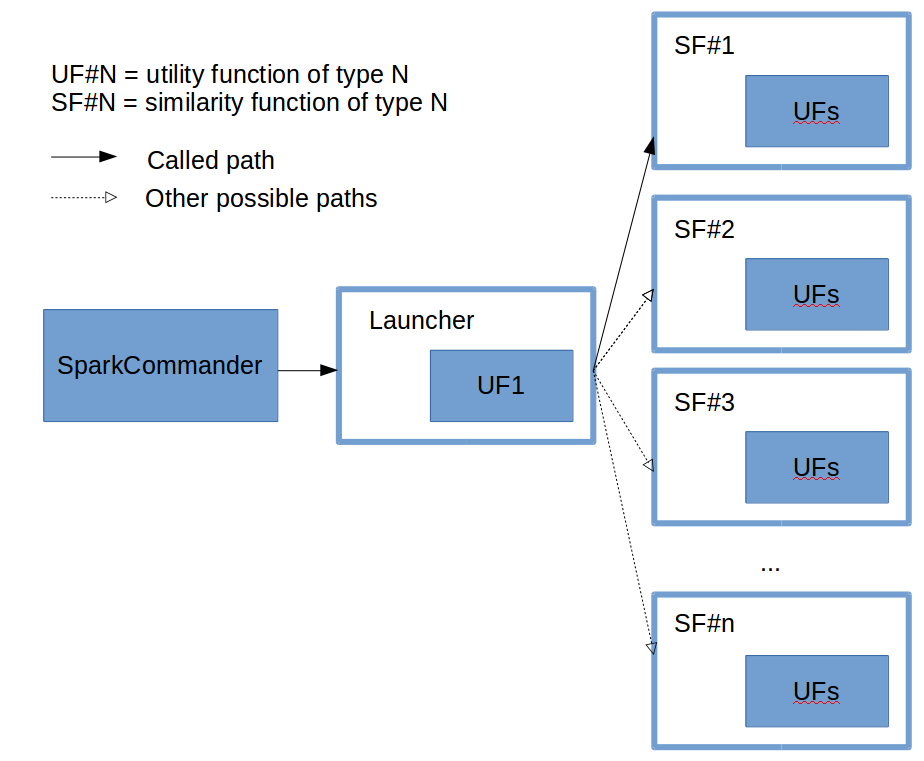 UF#N = utility function of type N
SF#N = similarity function of type N
Called path
Other possible paths
SparkCommander
Launcher
UF1
SF#1
UFs
SF#2
UFs
SF#3
UFs
...
SF#n
UFs